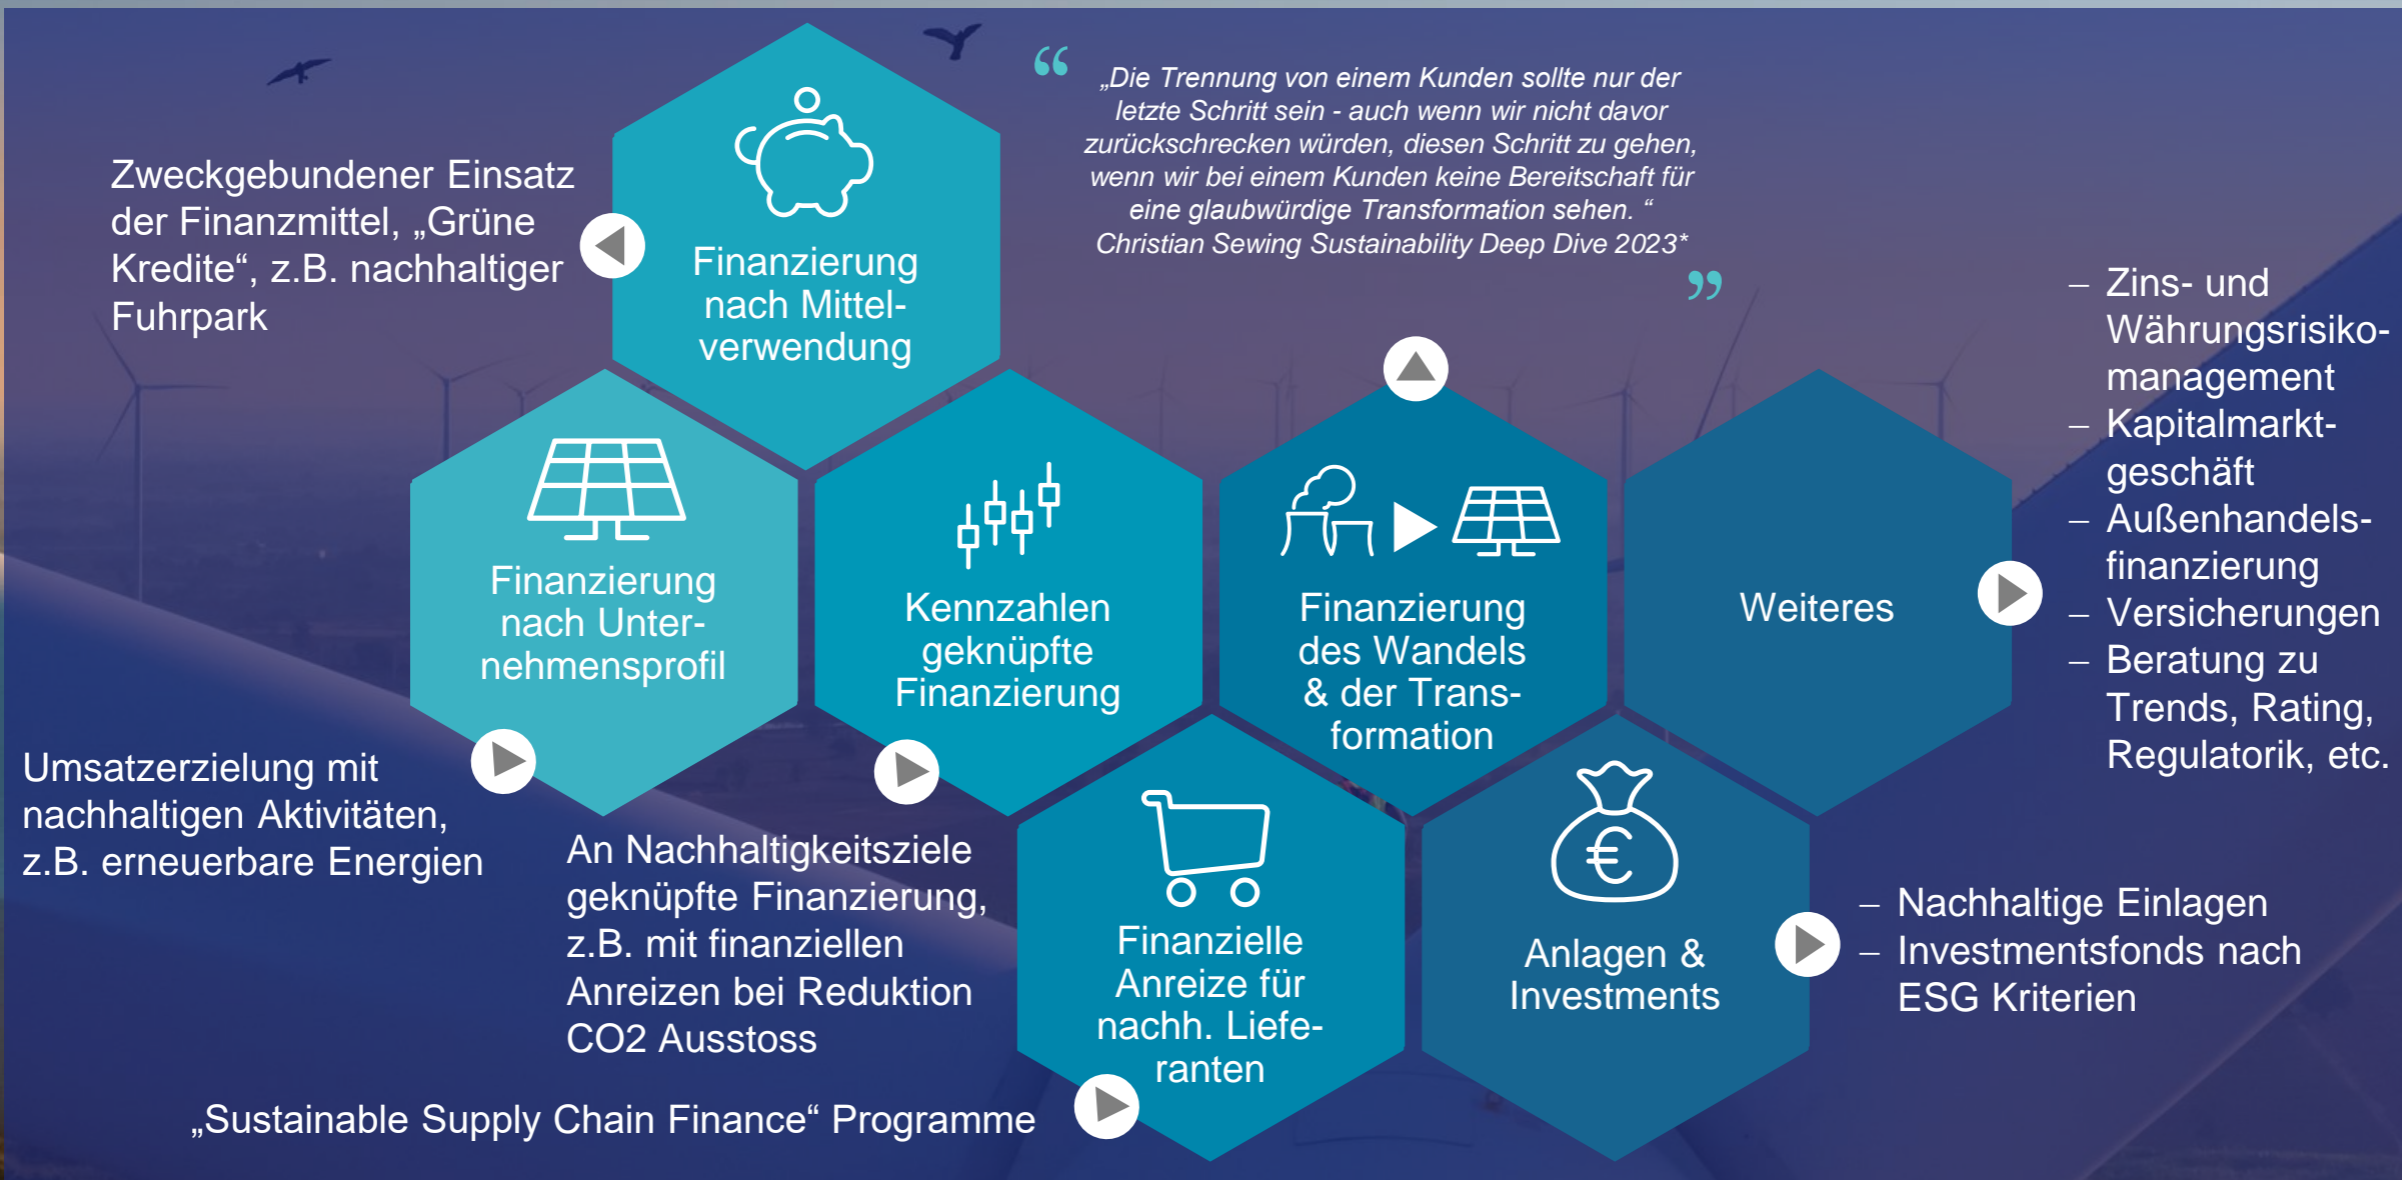 “
„Die Trennung von einem Kunden sollte nur der
letzte Schritt sein - auch wenn wir nicht davor
zurückschrecken würden, diesen Schritt zu gehen,
wenn wir bei einem Kunden keine Bereitschaft für
eine glaubwürdige Transformation sehen. “
Christian Sewing Sustainability Deep Dive 2023*
”
Zweckgebundener Einsatz
der Finanzmittel, „Grüne
Kredite“, z.B. nachhaltiger
Fuhrpark
Finanzierung
nach Mittel-
verwendung
Finanzierung
nach Unter-
nehmensprofil
Umsatzerzielung mit
nachhaltigen Aktivitäten,
z.B. erneuerbare Energien
Kennzahlen
geknüpfte
Finanzierung
An Nachhaltigkeitsziele
geknüpfte Finanzierung,
z.B. mit finanziellen
Anreizen bei Reduktion
CO2 Ausstoss
Finanzierung
des Wandels
& der Trans-
formation
Weiteres
– Zins- und
Währungsrisiko-
management
– Kapitalmarkt-
geschäft
– Außenhandels-
finanzierung
– Versicherungen
– Beratung zu
Trends, Rating,
Regulatorik, etc.
Finanzielle
Anreize für
nachh. Liefe-
ranten
„Sustainable Supply Chain Finance“ Programme
€
Anlagen &
Investments
– Nachhaltige Einlagen
– Investmentsfonds nach
ESG Kriterien